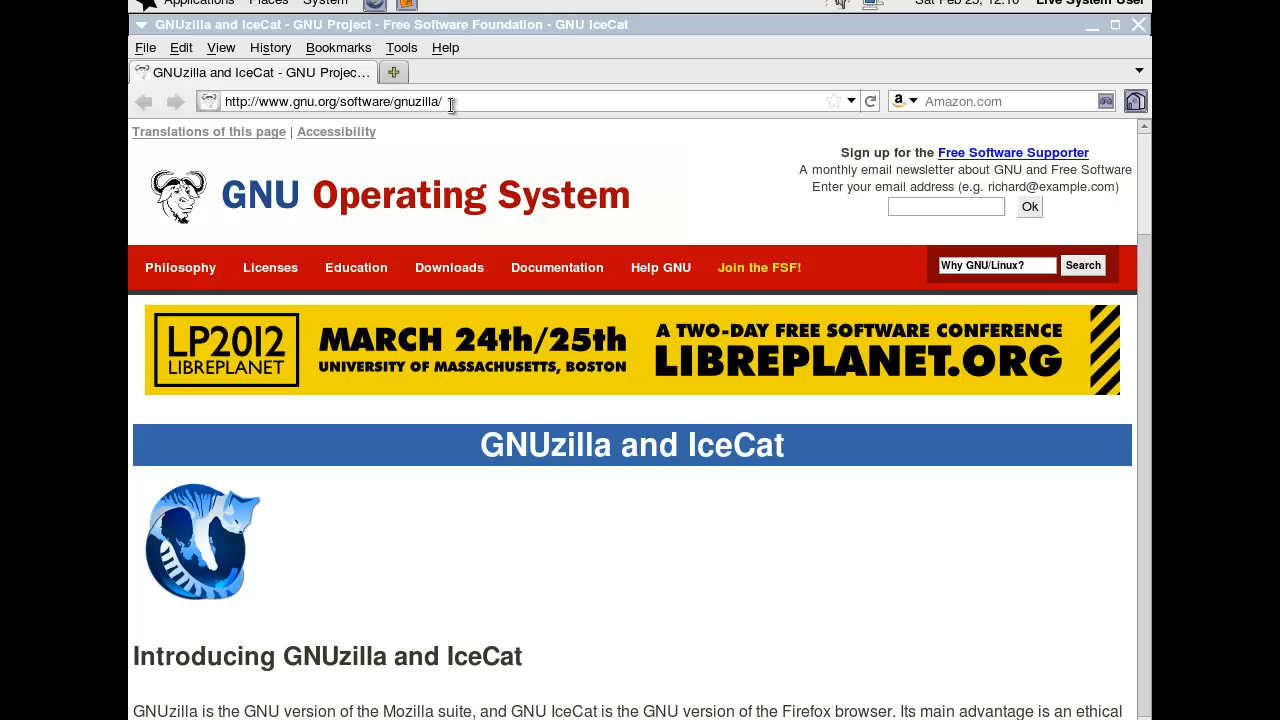 Applications Places System Sat Feb 25, 12:10 Live System User
GNUzilla and IceCat - GNU Project - Free Software Foundation - GNU IceCat
File Edit View History Bookmarks Tools Help
GNUzilla and IceCat - GNU Projec...
http://www.gnu.org/software/gnuzilla/ Amazon.com
Translations of this page | Accessibility
Sign up for the Free Software Supporter
A monthly email newsletter about GNU and Free Software
Enter your email address (e.g. richard@example.com)
Ok
GNU Operating System
Philosophy Licenses Education Downloads Documentation Help GNU Join the FSF! Why GNU/Linux? Search
LP2012
LIBREPLANET
MARCH 24th/25th
UNIVERSITY OF MASSACHUSETTS, BOSTON
A TWO-DAY FREE SOFTWARE CONFERENCE
LIBREPLANET.ORG
GNUzilla and IceCat
Introducing GNUzilla and IceCat
GNUzilla is the GNU version of the Mozilla suite, and GNU IceCat is the GNU version of the Firefox browser. Its main advantage is an ethical